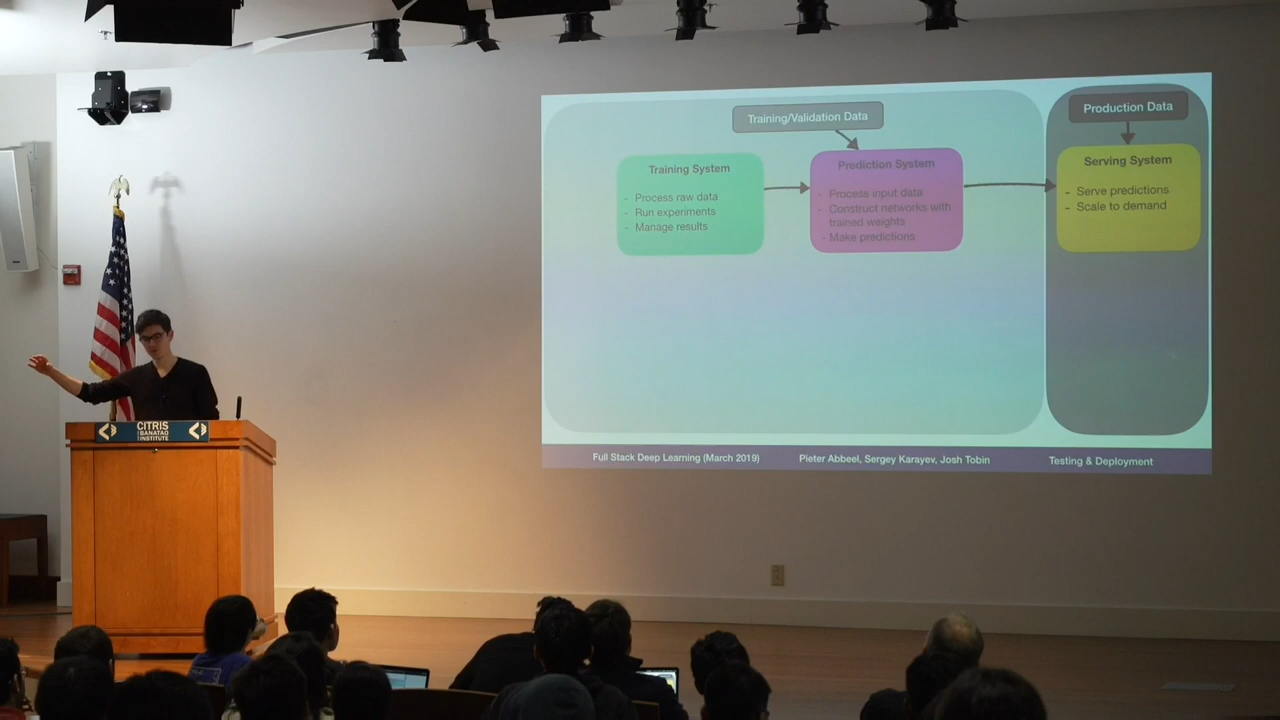 Training/Validation Data
Production Data
Training System
- Process raw data
- Run experiments
- Manage results
Prediction System
- Process input data
- Construct networks with
trained weights
- Make predictions
Serving System
- Serve predictions
- Scale to demand
Full Stack Deep Learning (March 2019)
Pieter Abbeel, Sergey Karayev, Josh Tobin
Testing & Deployment
CITRIS
BANATAO
INSTITUTE